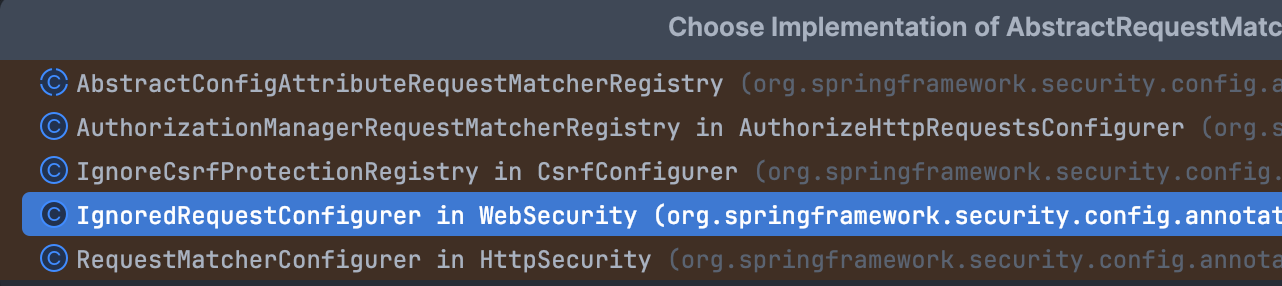 Choose Implementation of AbstractRequestMatc
AbstractConfigAttributeRequestMatcherRegistry (org.springframework.security.config.a
AuthorizationManagerRequestMatcherRegistry in AuthorizeHttpRequestsConfigurer (org.s
IgnoreCsrfProtectionRegistry in CsrfConfigurer (org.springframework.security.config.
IgnoredRequestConfigurer in WebSecurity (org.springframework.security.config.annotat
RequestMatcherConfigurer in HttpSecurity (org.springframework.security.config.annota